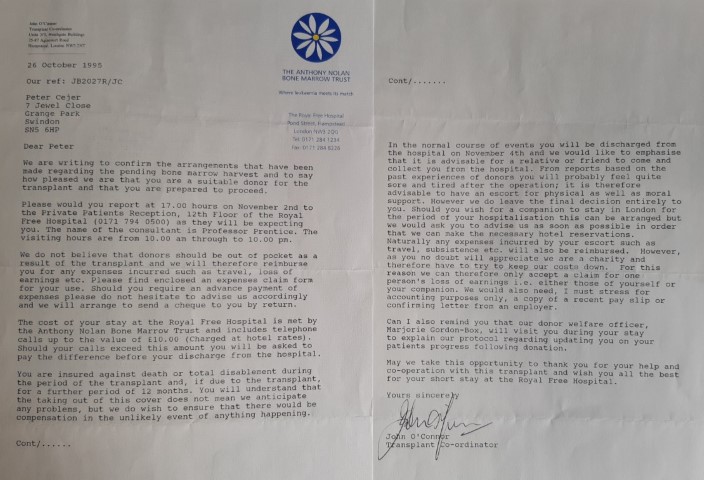 John O'Connor
Transplant Co-ordinator
26 October 1995
Our ref: JB2027R/JC
Peter Cejer
7 Jewel Close
Grange Park
Swindon
SN5 6HP
THE ANTHONY NOLAN
BONE MARROW TRUST
Where leukaemia meets its match
The Royal Free Hospital
Pond Street, Hampstead
London NW3 2QG
Dear Peter
We are writing to confirm the arrangements that have been
made regarding the pending bone marrow harvest and to say
how pleased we are that you are a suitable donor for the
transplant and that you are prepared to proceed.
Please would you report at 17.00 hours on November 2nd to
the Private Patients Reception, 12th Floor of the Royal
Free Hospital (0171 794 0500) as they will be expecting
you. The name of the consultant is Professor Prentice. The
visiting hours are from 10.00 am through to 10.00 pm.
We do not believe that donors should be out of pocket as a
result of the transplant and we will therefore reimburse
you for any expenses incurred such as travel, loss of
earnings etc. Please find enclosed an expenses claim form
for your use. Should you require an advance payment of
expenses please do not hesitate to advise us accordingly
and we will arrange to send a cheque to you by return.
The cost of your stay at the Royal Free Hospital is met by
the Anthony Nolan Bone Marrow Trust and includes telephone
calls up to the value of £10.00 (Charged at hotel rates).
Should your calls exceed this amount you will be asked to
pay the difference before your discharge from the hospital.
You are insured against death or total disablement during
the period of the transplant and, if due to the transplant,
for a further period of 12 months. You will understand that
the taking out of this cover does not mean we anticipate
any problems, but we do wish to ensure that there would be
compensation in the unlikely event of anything happening.
Cont/......
Cont/.......
In the normal course of events you will be discharged from
the hospital on November 4th and we would like to emphasise
that it is advisable for a relative or friend to come and
collect you from the hospital. From reports based on the
past experiences of donors you will probably feel quite
sore and tired after the operation; it is therefore
advisable to have an escort for physical as well as moral
support. However we do leave the final decision entirely to
you. Should you wish for a companion to stay in London for
the period of your hospitalisation this can be arranged but
we would ask you to advise us as soon as possible in order
that we can make the necessary hotel reservations.
Naturally any expenses incurred by your escort such as
travel, subsistence etc. will also be reimbursed. However,
as you no doubt will appreciate we are a charity and
therefore have to try to keep our costs down. For this
reason we can therefore only accept a claim for one
person's loss of earnings i.e. either those of yourself or
your companion. We would also need, I must stress for
accounting purposes only, a copy of a recent pay slip or
confirming letter from an employer.
Can I also remind you that our donor welfare officer,
Marjorie Gordon-Box, will visit you during your stay
to explain our protocol regarding updating you on your
patients progress following donation.
May we take this opportunity to thank you for your help and
co-operation with this transplant and wish you all the best
for your short stay at the Royal Free Hospital.
Yours sincerely
John O'Connor
Transplant Co-ordinator